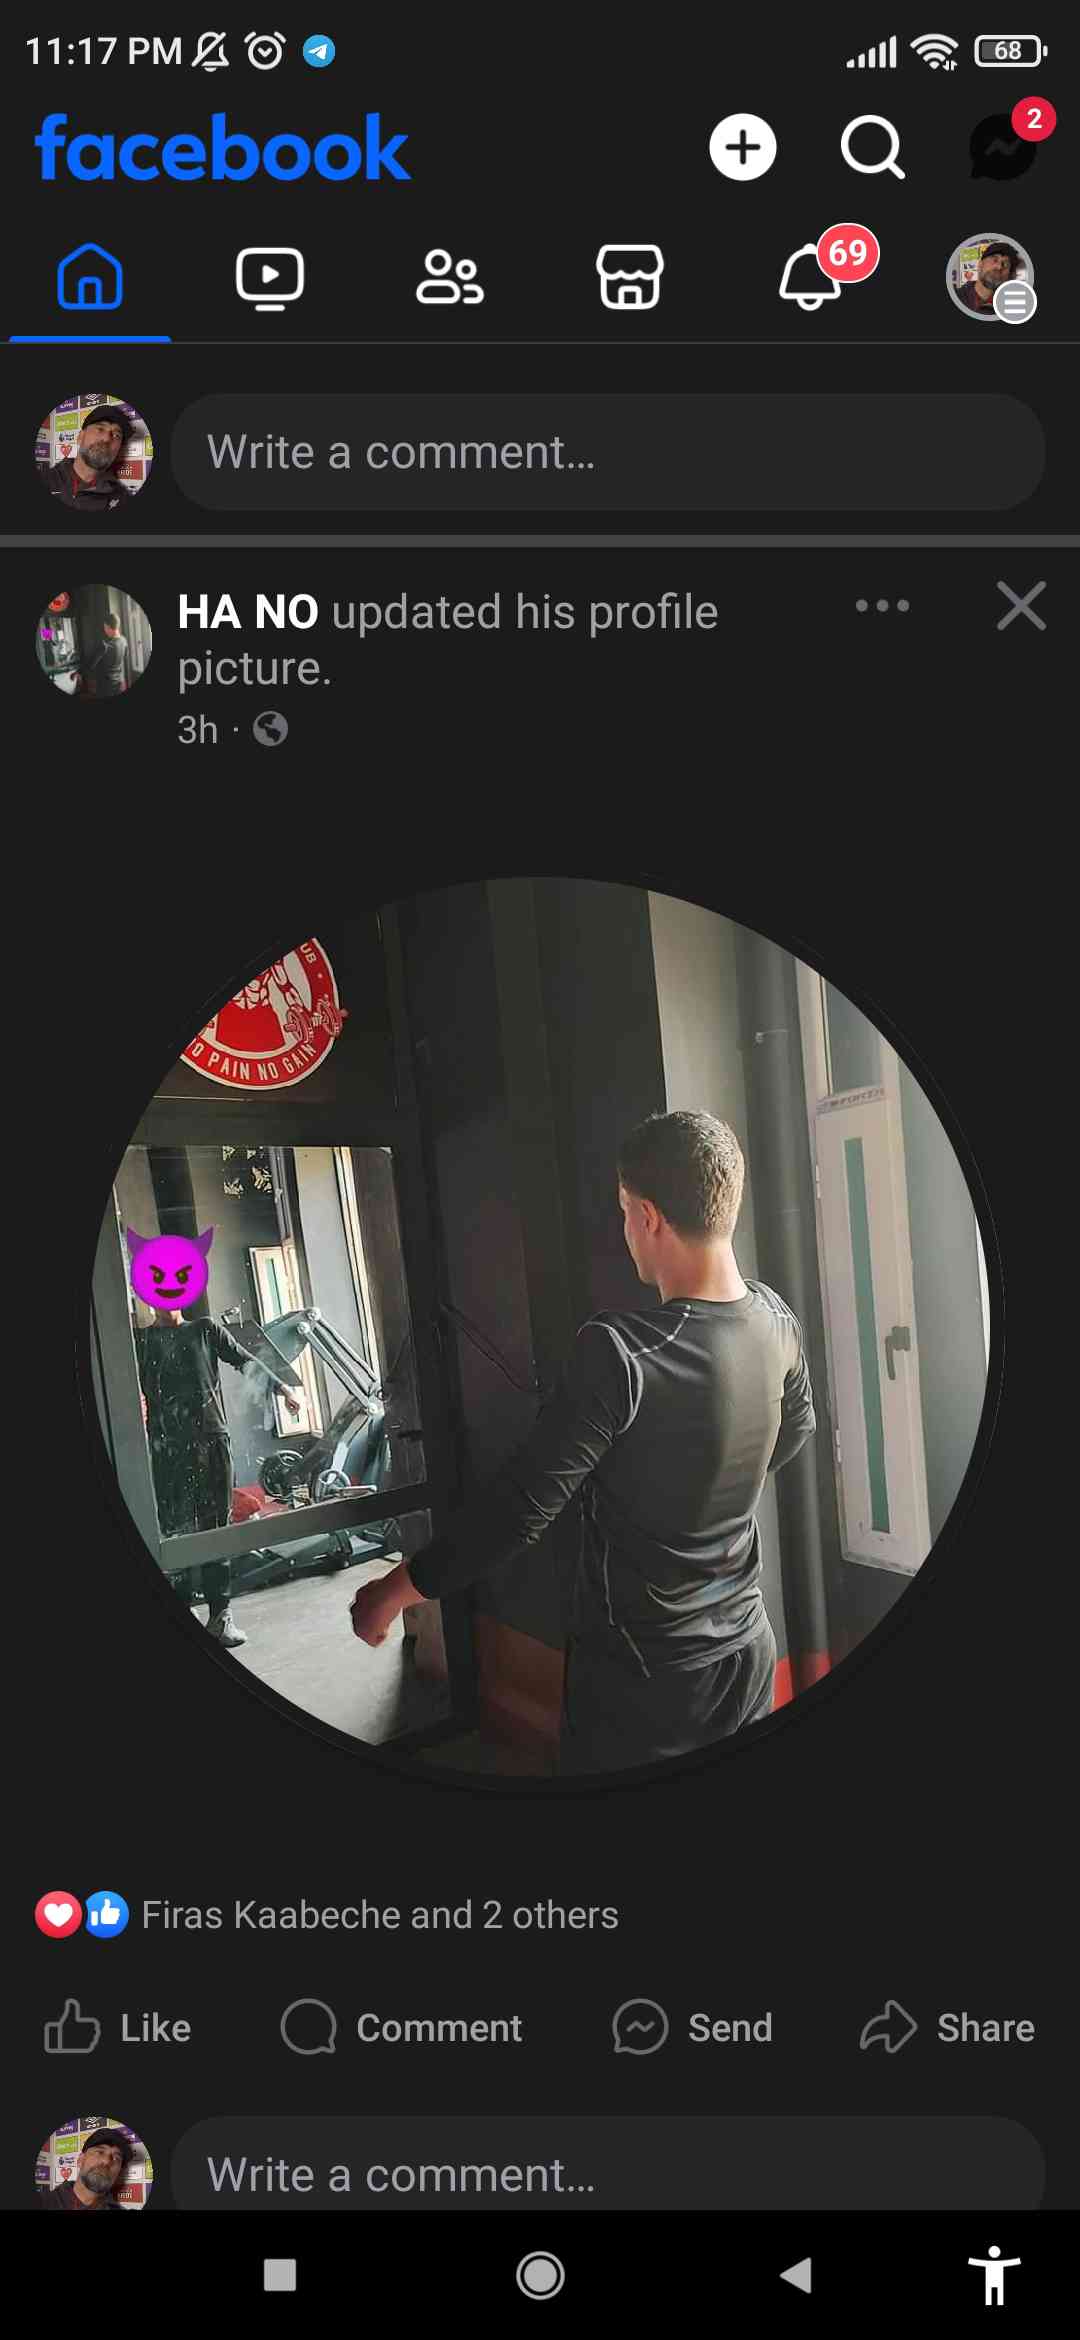 11:17 PM
68
facebook
2
69
Write a comment...
HA NO updated his profile
picture.
3h ·
UB
O PAIN NO GAIN
Firas Kaabeche and 2 others
Like
Comment
Send
Share
Write a comment...